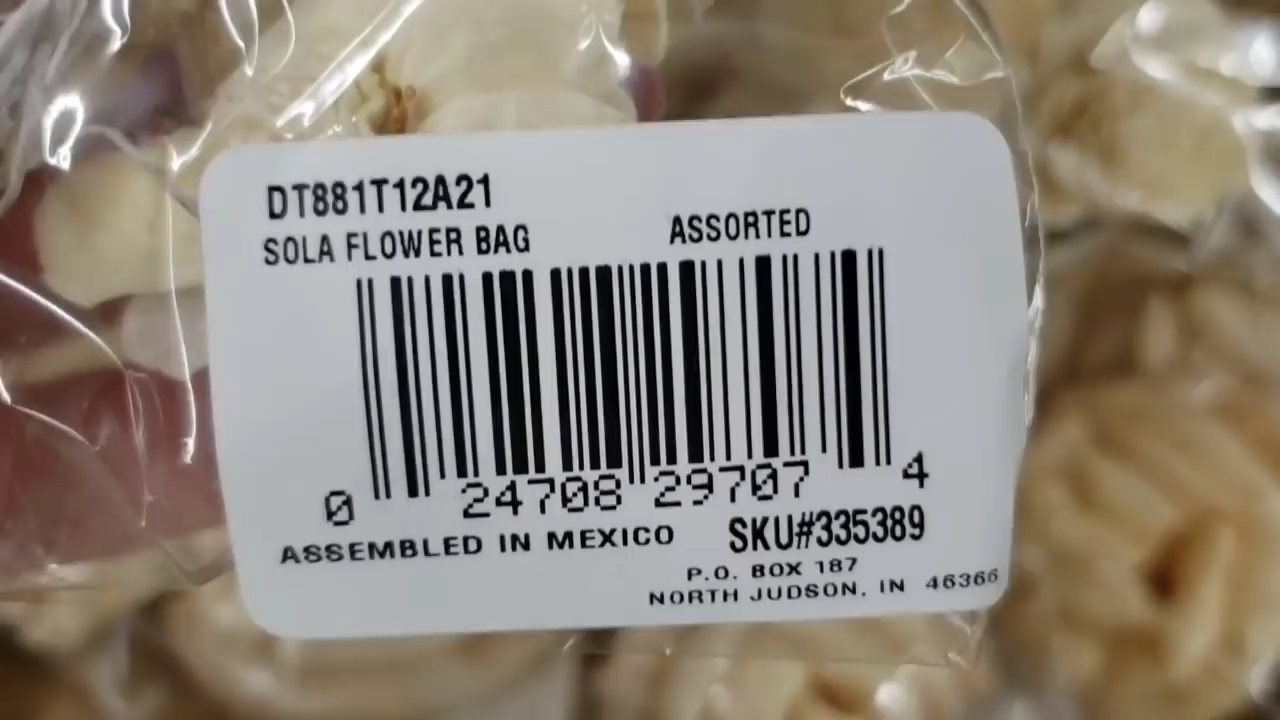 DT881T12A21
SOLA FLOWER BAG ASSORTED
0 24708 29707 4
ASSEMBLED IN MEXICO SKU#335389
P.O. BOX 187
NORTH JUDSON, IN 46366